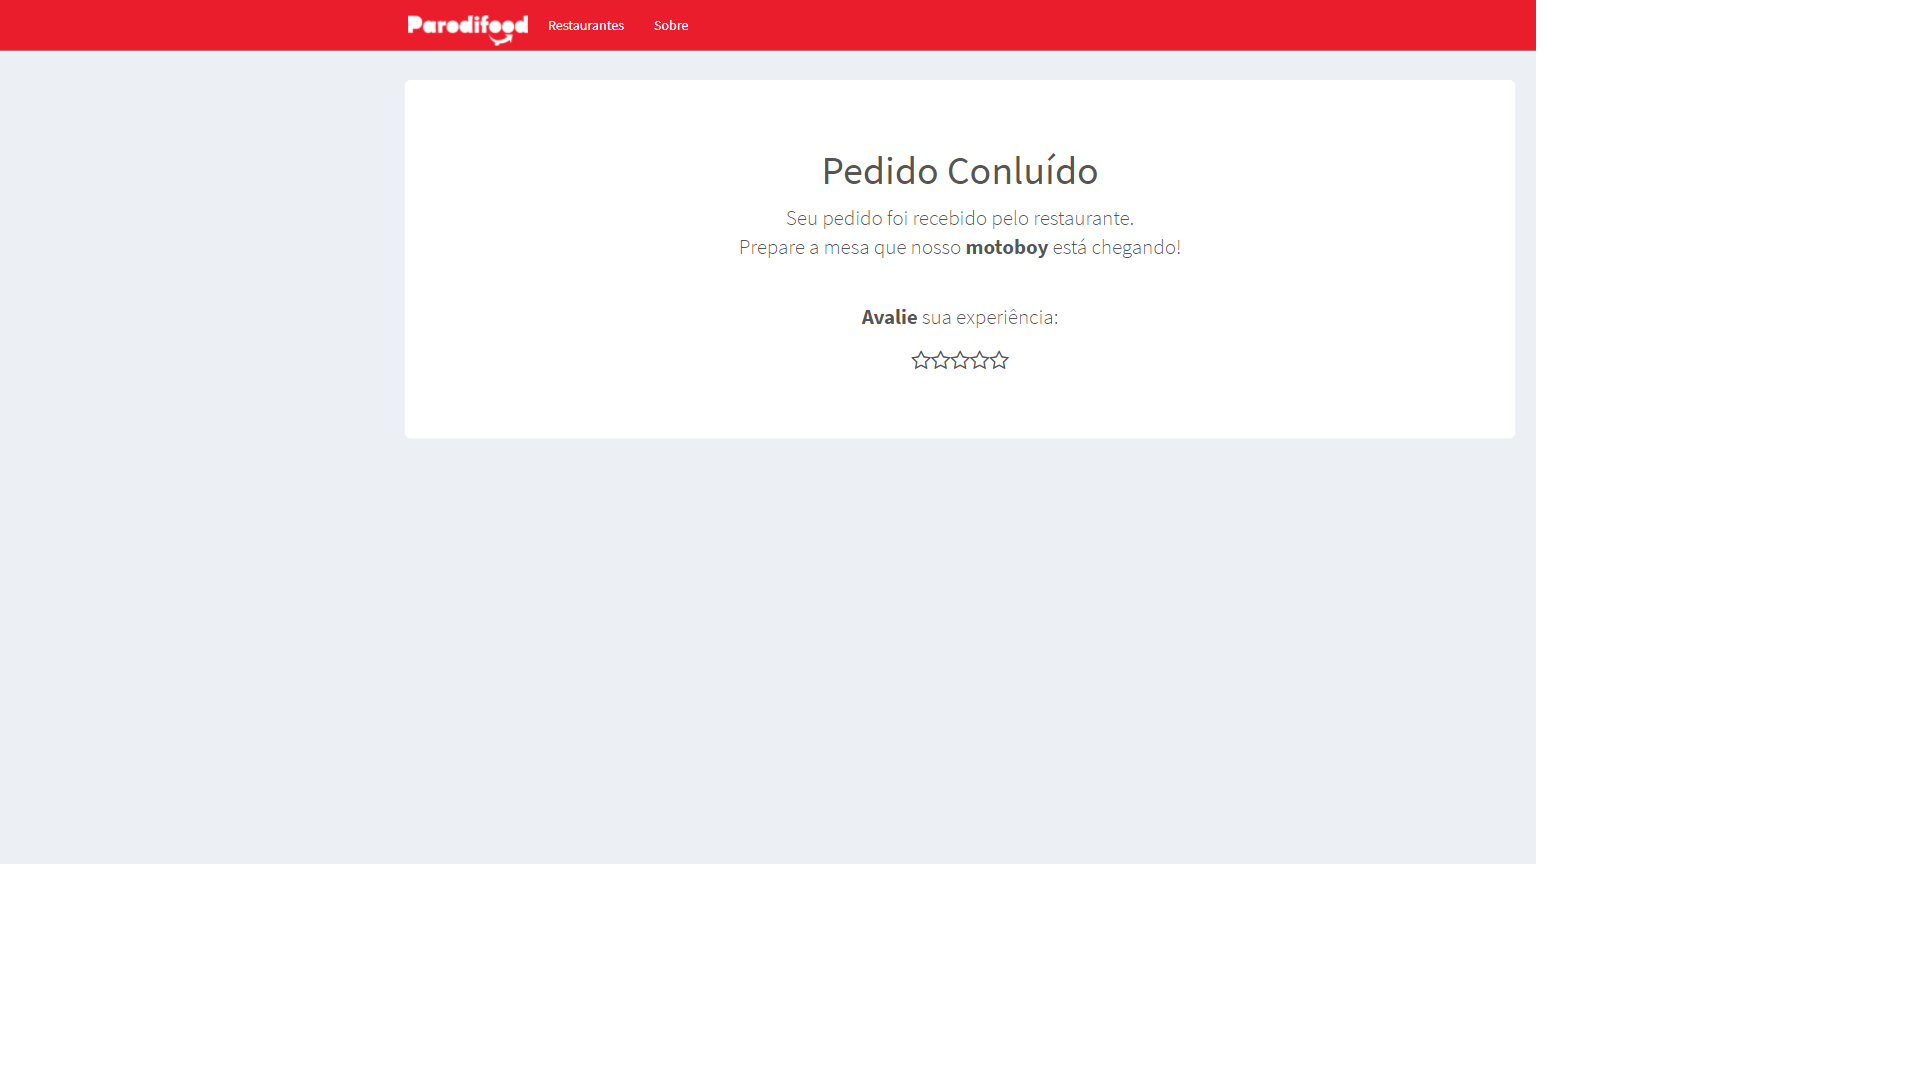 Parodifood
Restaurantes
Sobre
Pedido Conluído
Seu pedido foi recebido pelo restaurante.
Prepare a mesa que nosso motoboy está chegando!
Avalie sua experiência: